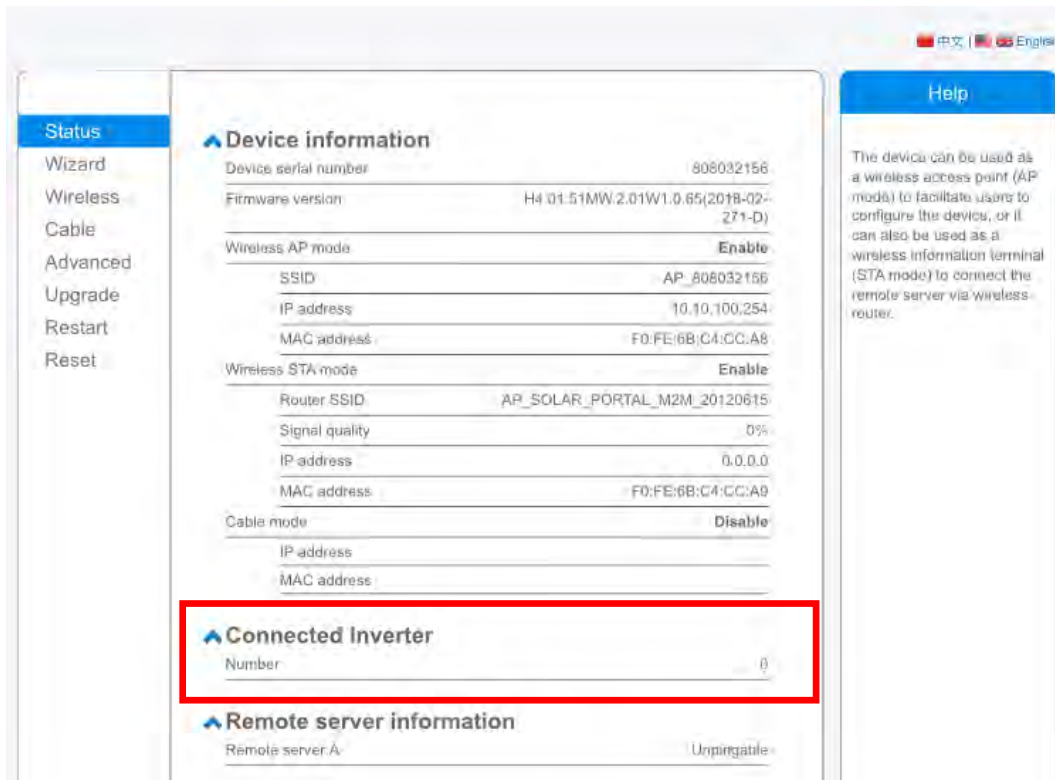 中文 | English
Help
Status
Wizard
Wireless
Cable
Advanced
Upgrade
Restart
Reset
Device information
Device serial number 808032156
Firmware version H4.01.51MW.2.01W1.0.65(2018-02-
271-D)
Wireless AP mode Enable
SSID AP_808032156
IP address 10.10.100.254
MAC address F0:FE:6B:C4:CC:A8
Wireless STA mode Enable
Router SSID AP_SOLAR_PORTAL_M2M_20120615
Signal quality 0%
IP address 0.0.0.0
MAC address F0:FE:6B:C4:CC:A9
Cable mode Disable
IP address
MAC address
Connected Inverter
Number 0
Remote server information
Remote server A Unpingable
The device can be used as
a wireless access point (AP
mode) to facilitate users to
configure the device, or it
can also be used as a
wireless information terminal
(STA mode) to connect the
remote server via wireless
router.